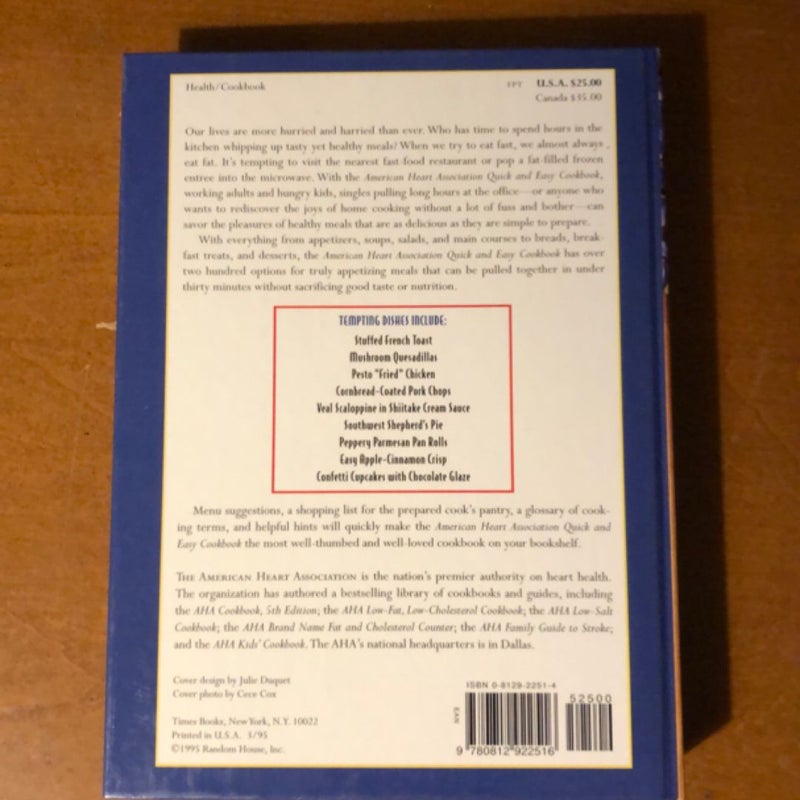 Health/Cookbook
FPT U.S.A. $25.00
Canada $35.00
Our lives are more hurried and harried than ever. Who has time to spend hours in the
kitchen whipping up tasty yet healthy meals? When we try to eat fast, we almost always
eat fat. It's tempting to visit the nearest fast-food restaurant or pop a fat-filled frozen
entree into the microwave. With the American Heart Association Quick and Easy Cookbook,
working adults and hungry kids, singles pulling long hours at the office—or anyone who
wants to rediscover the joys of home cooking without a lot of fuss and bother—can
savor the pleasures of healthy meals that are as delicious as they are simple to prepare.
With everything from appetizers, soups, salads, and main courses to breads, break-
fast treats, and desserts, the American Heart Association Quick and Easy Cookbook has over
two hundred options for truly appetizing meals that can be pulled together in under
thirty minutes without sacrificing good taste or nutrition.
TEMPTING DISHES INCLUDE:
Stuffed French Toast
Mushroom Quesadillas
Pesto "Fried" Chicken
Cornbread-Coated Pork Chops
Veal Scaloppine in Shiitake Cream Sauce
Southwest Shepherd's Pie
Peppery Parmesan Pan Rolls
Easy Apple-Cinnamon Crisp
Confetti Cupcakes with Chocolate Glaze
Menu suggestions, a shopping list for the prepared cook's pantry, a glossary of cook-
ing terms, and helpful hints will quickly make the American Heart Association Quick and
Easy Cookbook the most well-thumbed and well-loved cookbook on your bookshelf.
THE AMERICAN HEART ASSOCIATION is the nation's premier authority on heart health.
The organization has authored a bestselling library of cookbooks and guides, including
the AHA Cookbook, 5th Edition; the AHA Low-Fat, Low-Cholesterol Cookbook; the AHA Low-Salt
Cookbook; the AHA Brand Name Fat and Cholesterol Counter; the AHA Family Guide to Stroke;
and the AHA Kids' Cookbook. The AHA's national headquarters is in Dallas.
Cover design by Julie Duquet
Cover photo by Cece Cox
Times Books, New York, N.Y. 10022
Printed in U.S.A. 3/95
©1995 Random House, Inc.
ISBN 0-8129-2251-4
52500
EAN
9 780812 922516